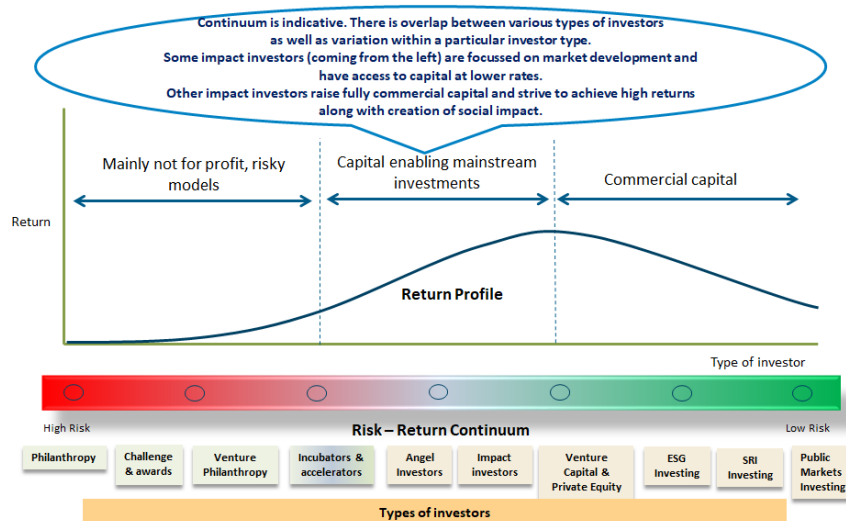 Continuum is indicative. There is overlap between various types of investors
as well as variation within a particular investor type.
Some impact investors (coming from the left) are focussed on market development and
have access to capital at lower rates.
Other impact investors raise fully commercial capital and strive to achieve high returns
along with creation of social impact.
Mainly not for profit, risky
models
Capital enabling mainstream
investments
Commercial capital
Return
Return Profile
Type of investor
High Risk
Risk – Return Continuum
Low Risk
Philanthropy
Challenge
& awards
Venture
Philanthropy
Incubators &
accelerators
Angel
Investors
Impact
investors
Venture
Capital &
Private Equity
ESG
Investing
SRI
Investing
Public
Markets
Investing
Types of investors